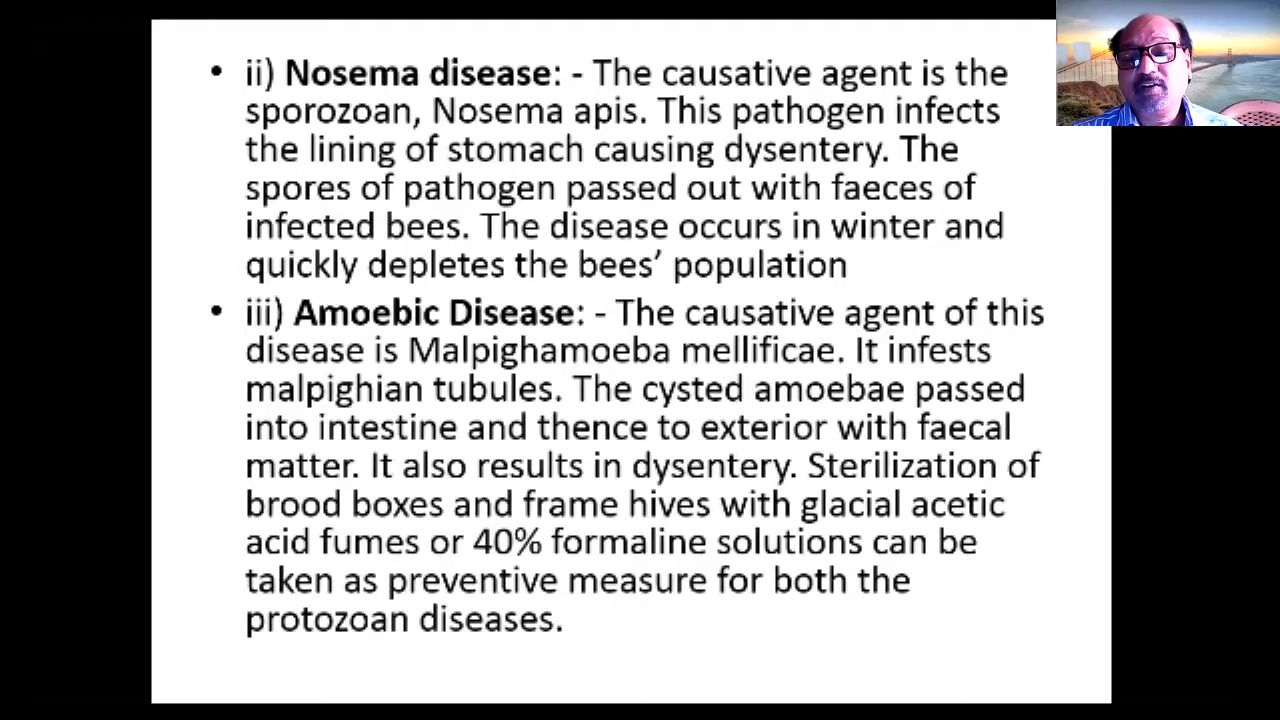 • ii) Nosema disease: - The causative agent is the
sporozoan, Nosema apis. This pathogen infects
the lining of stomach causing dysentery. The
spores of pathogen passed out with faeces of
infected bees. The disease occurs in winter and
quickly depletes the bees’ population
• iii) Amoebic Disease: - The causative agent of this
disease is Malpighamoeba mellificae. It infests
malpighian tubules. The cysted amoebae passed
into intestine and thence to exterior with faecal
matter. It also results in dysentery. Sterilization of
brood boxes and frame hives with glacial acetic
acid fumes or 40% formaline solutions can be
taken as preventive measure for both the
protozoan diseases.